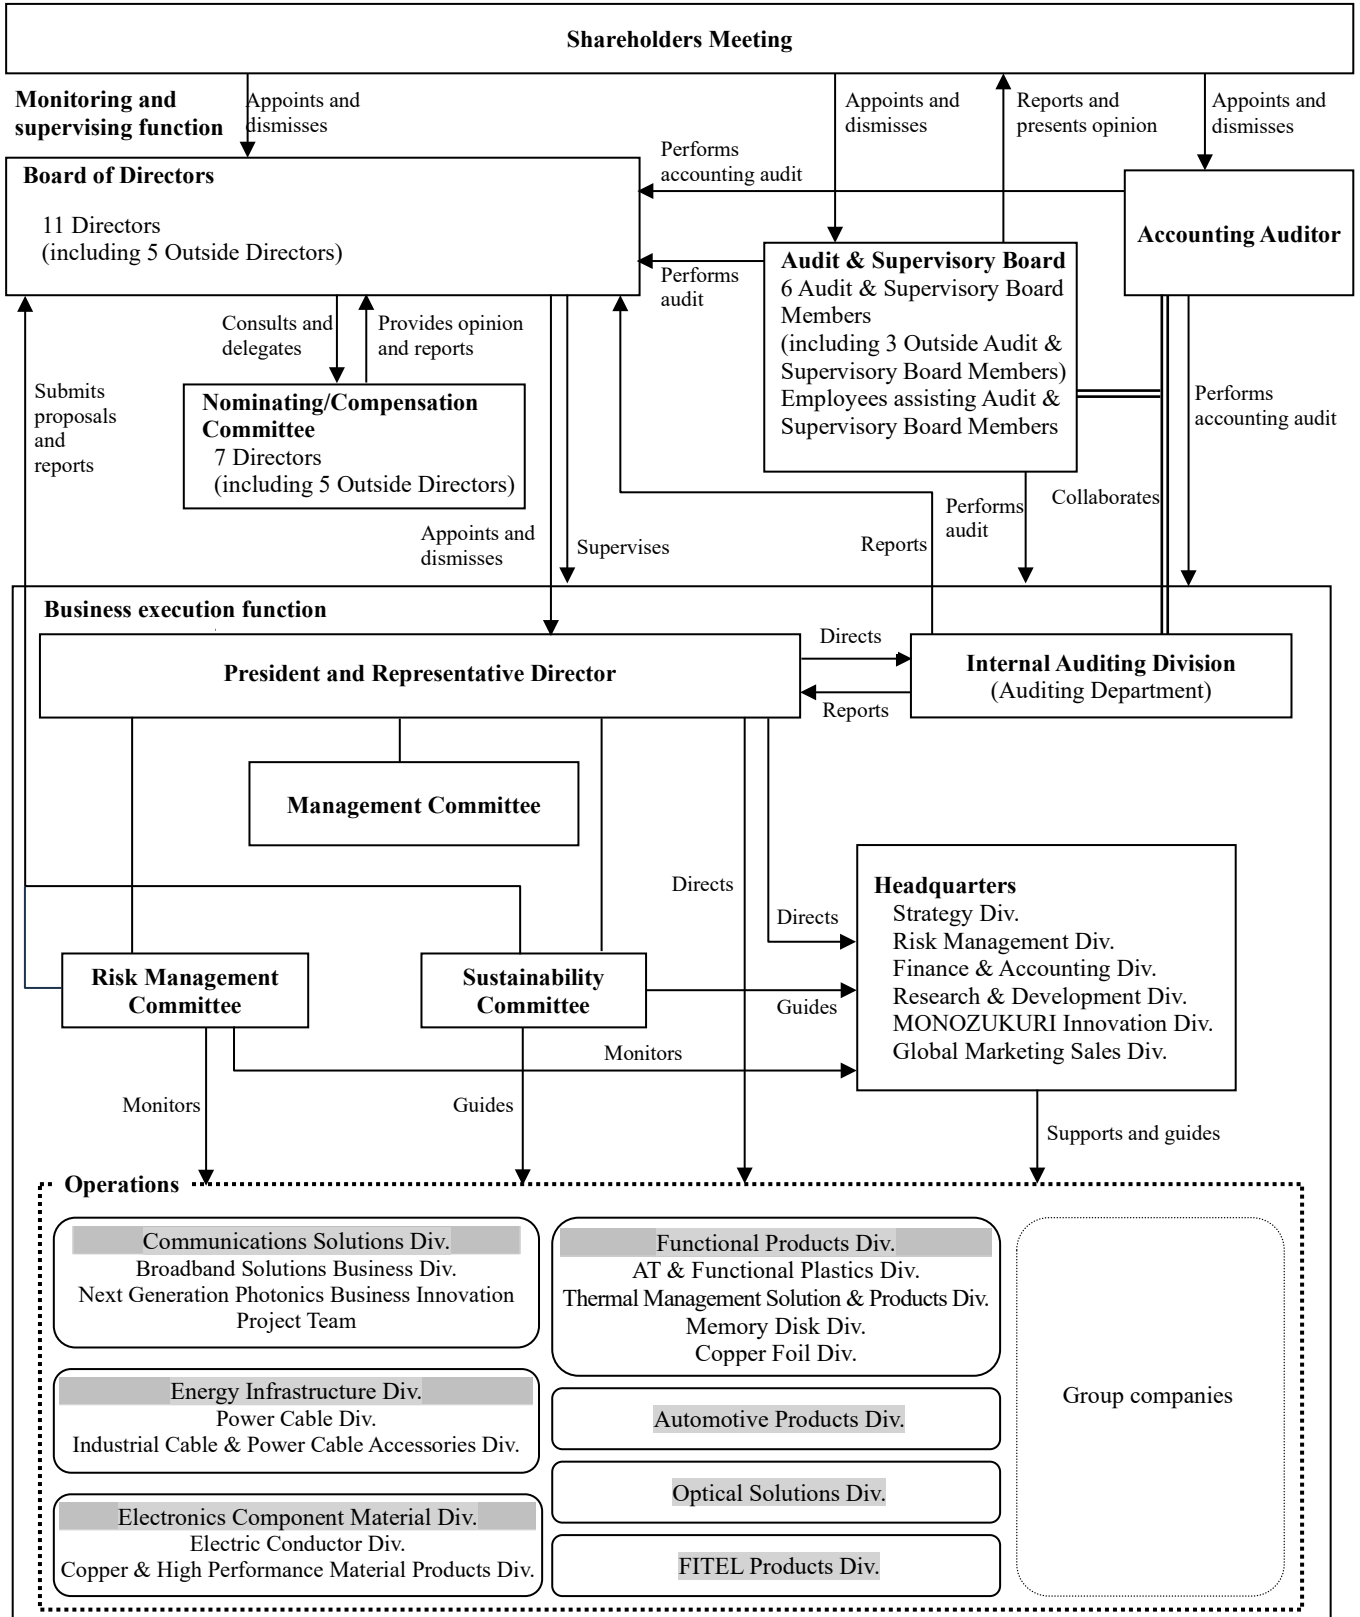 Shareholders Meeting
Monitoring and
supervising function
Appoints and
dismisses
Appoints and
dismisses
Reports and
presents opinion
Appoints and
dismisses
Performs
accounting audit
Board of Directors
11 Directors
(including 5 Outside Directors)
Accounting Auditor
Performs
audit
Audit & Supervisory Board
6 Audit & Supervisory Board
Members
(including 3 Outside Audit &
Supervisory Board Members)
Employees assisting Audit &
Supervisory Board Members
Consults and
delegates
Provides opinion
and reports
Submits
proposals
and
reports
Nominating/Compensation
Committee
7 Directors
(including 5 Outside Directors)
Performs
accounting audit
Appoints and
dismisses
Supervises
Reports
Performs
audit
Collaborates
Business execution function
President and Representative Director
Directs
Reports
Internal Auditing Division
(Auditing Department)
Management Committee
Directs
Directs
Headquarters
Strategy Div.
Risk Management Div.
Finance & Accounting Div.
Research & Development Div.
MONOZUKURI Innovation Div.
Global Marketing Sales Div.
Risk Management
Committee
Sustainability
Committee
Guides
Monitors
Monitors
Guides
Supports and guides
Operations
Communications Solutions Div.
Broadband Solutions Business Div.
Next Generation Photonics Business Innovation
Project Team
Functional Products Div.
AT & Functional Plastics Div.
Thermal Management Solution & Products Div.
Memory Disk Div.
Copper Foil Div.
Energy Infrastructure Div.
Power Cable Div.
Industrial Cable & Power Cable Accessories Div.
Automotive Products Div.
Optical Solutions Div.
Electronics Component Material Div.
Electric Conductor Div.
Copper & High Performance Material Products Div.
FITEL Products Div.
Group companies